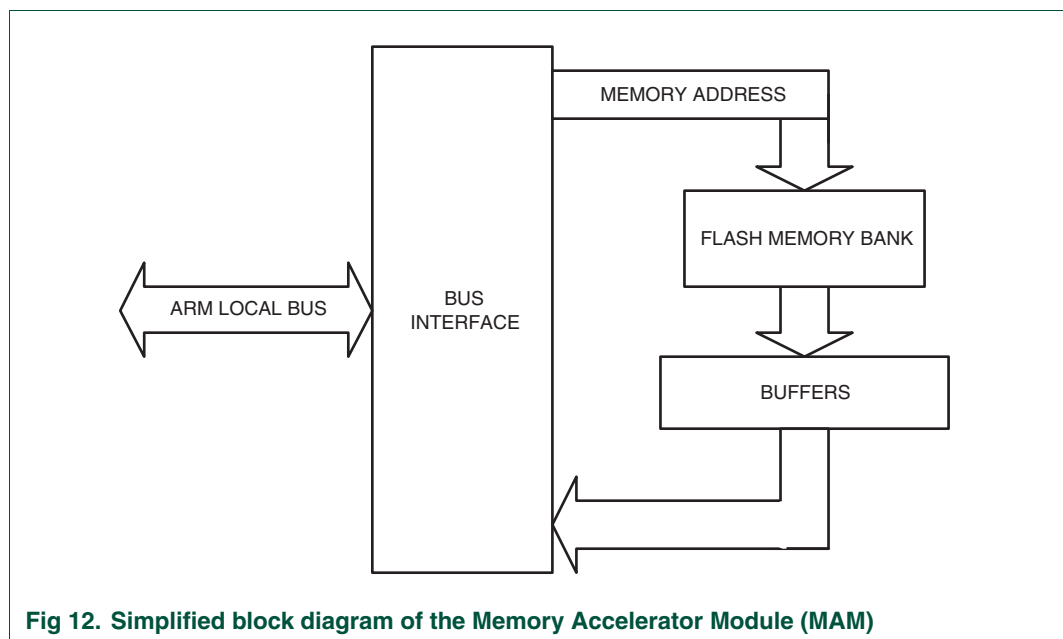 MEMORY ADDRESS
FLASH MEMORY BANK
ARM LOCAL BUS
BUS
INTERFACE
BUFFERS
Fig 12. Simplified block diagram of the Memory Accelerator Module (MAM)